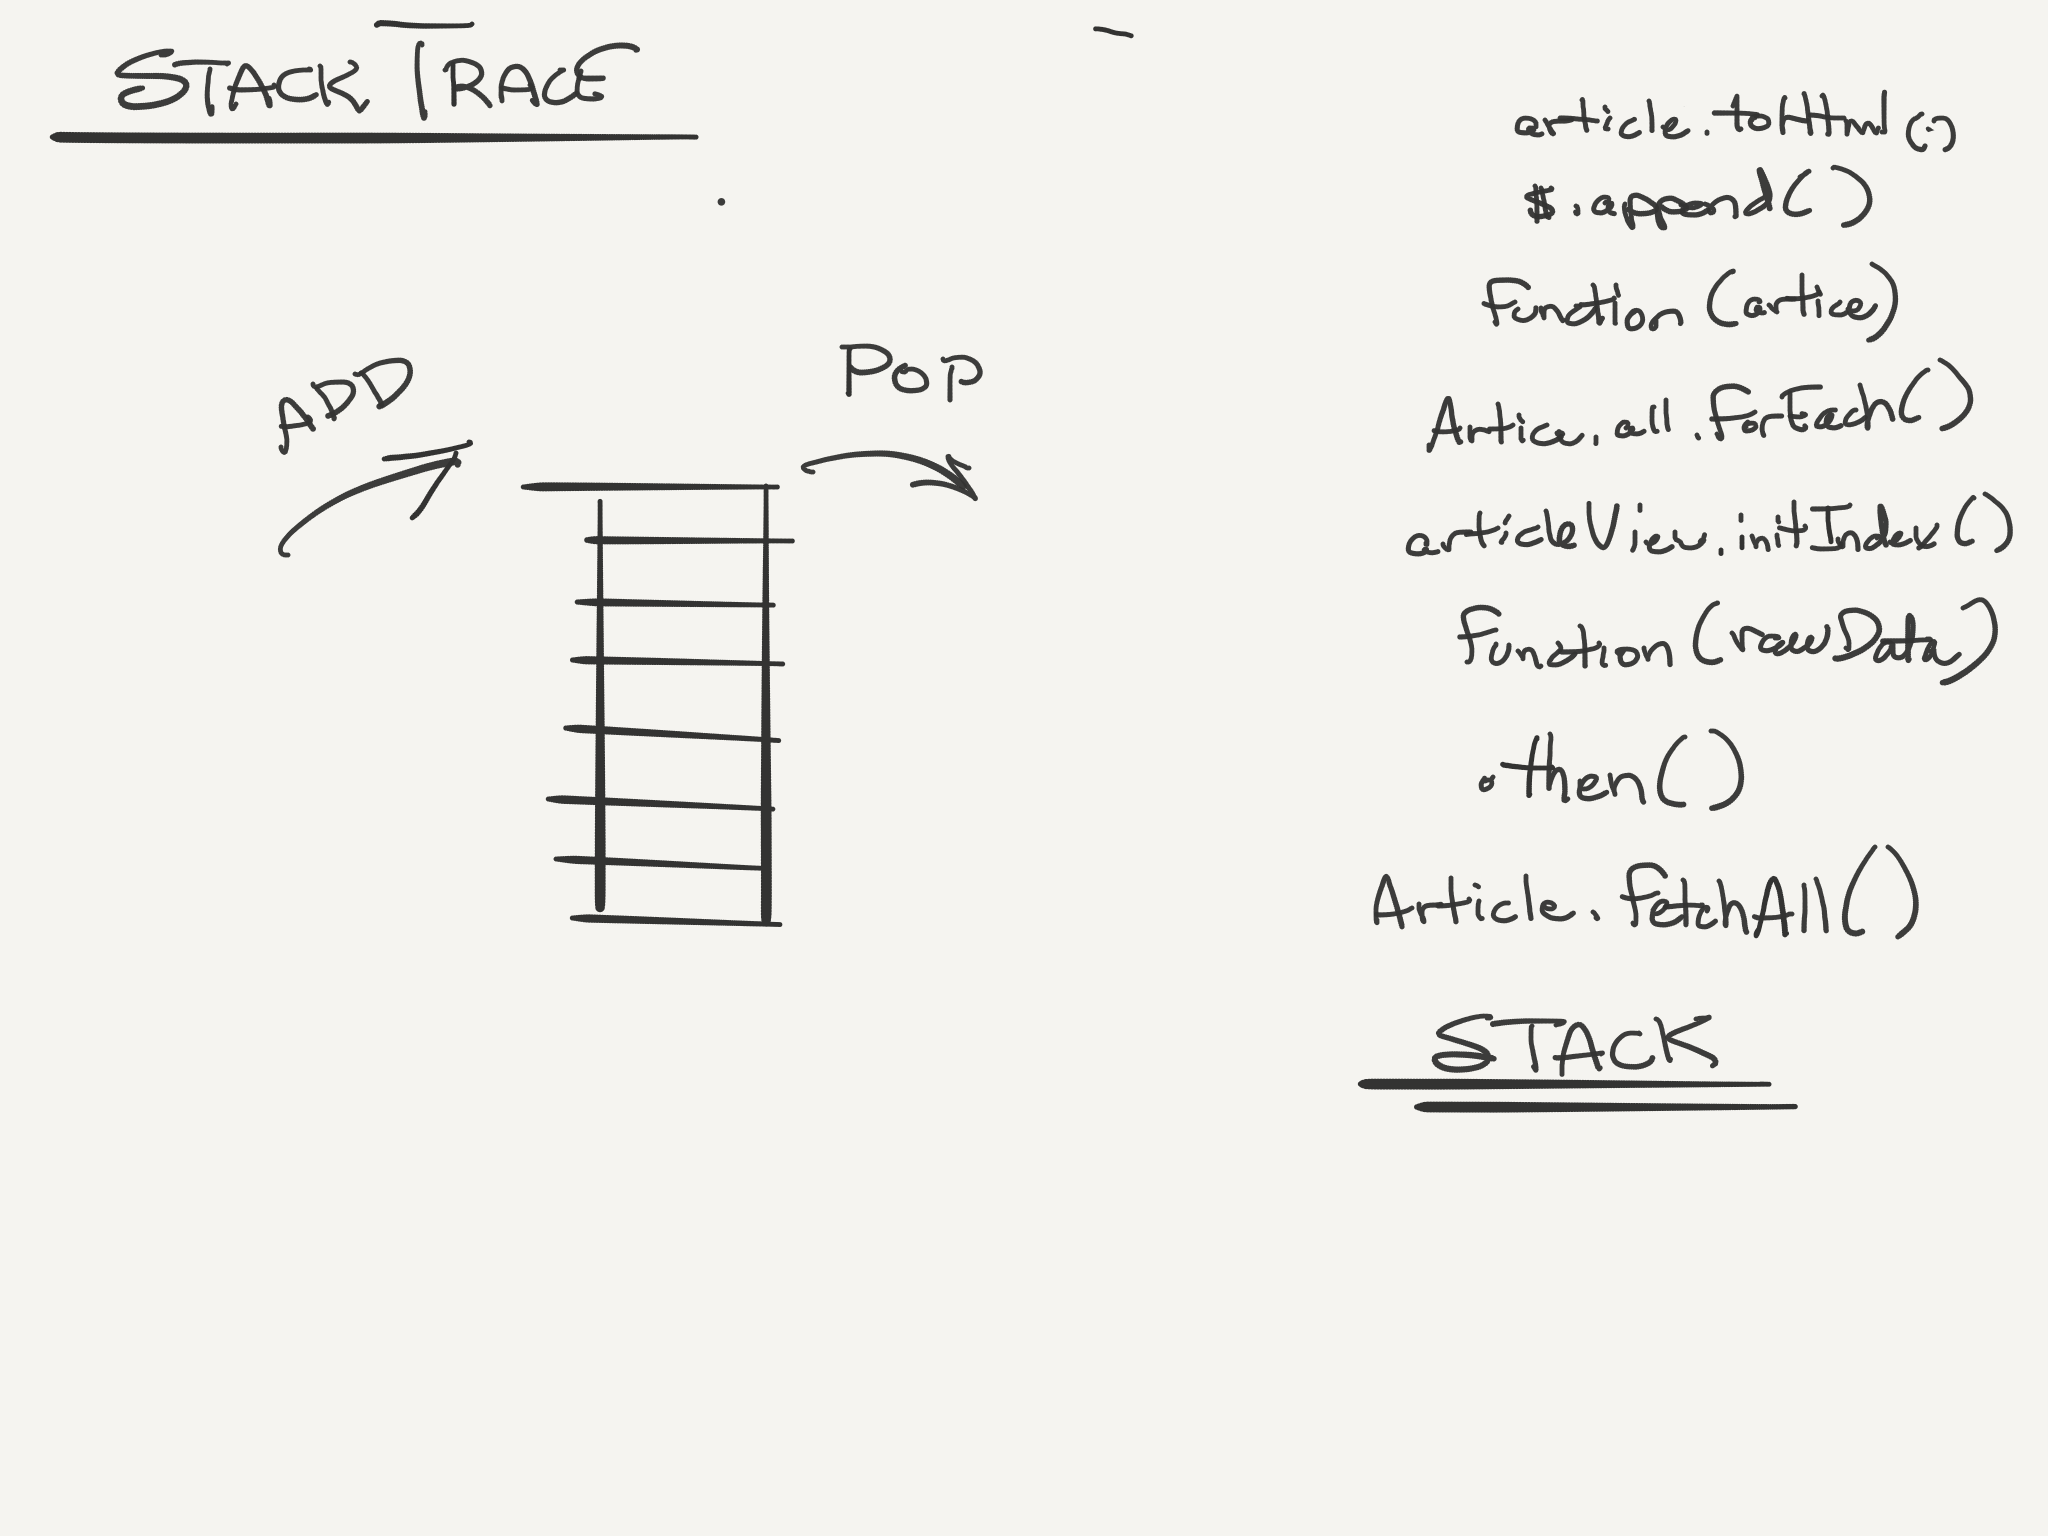 STACK TRACE
ADD
POP
article.toHtml()
$.append()
function (artice)
Artice.all.forEach()
articleView.initIndex()
function (rawData)
.then()
Article.fetchAll()
STACK